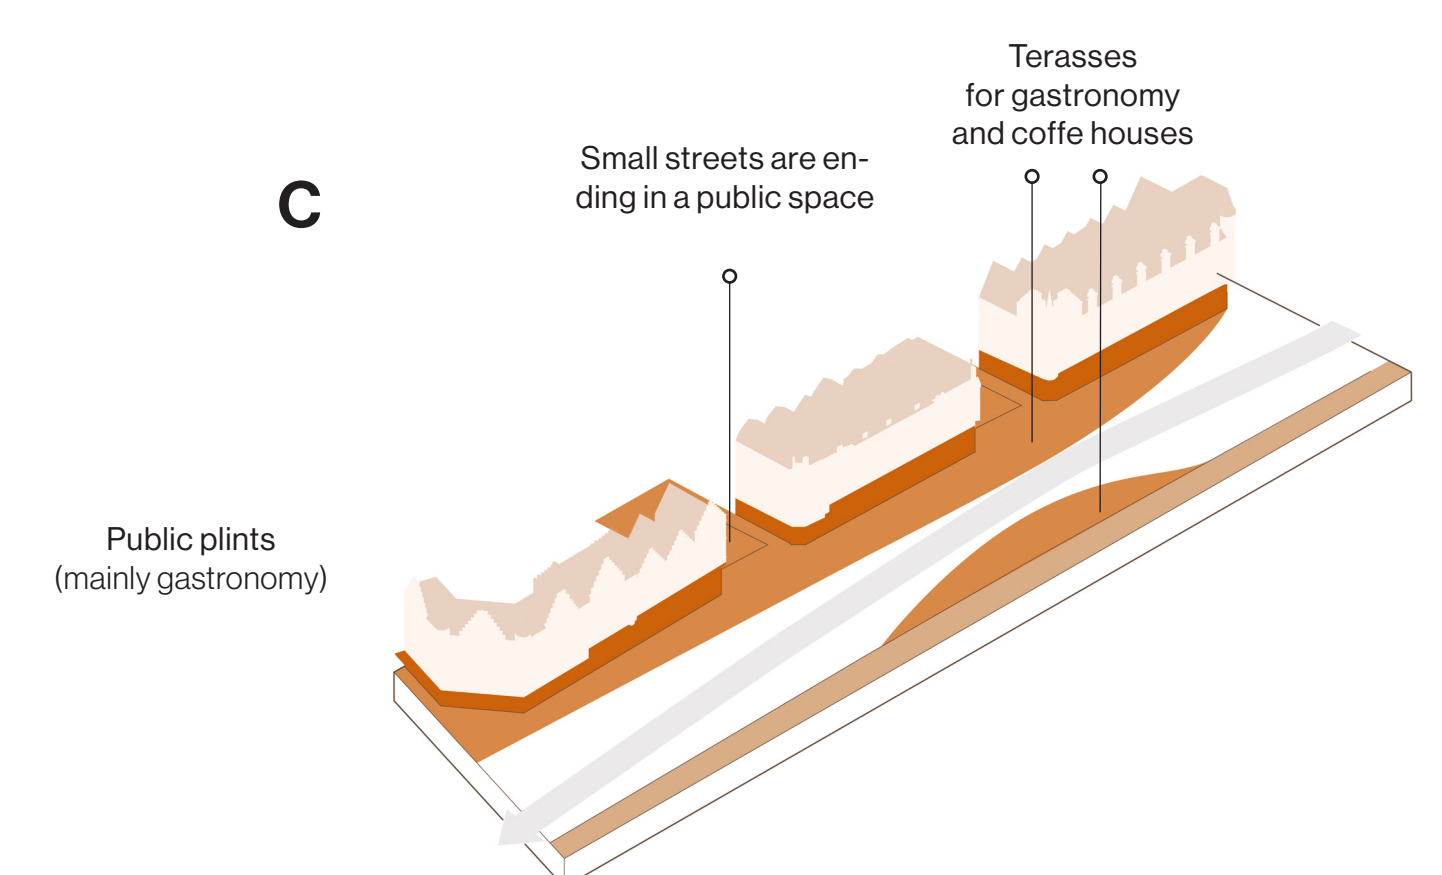 Terasses
for gastronomy
and coffe houses
Small streets are en-
ding in a public space
C
Public plints
(mainly gastronomy)